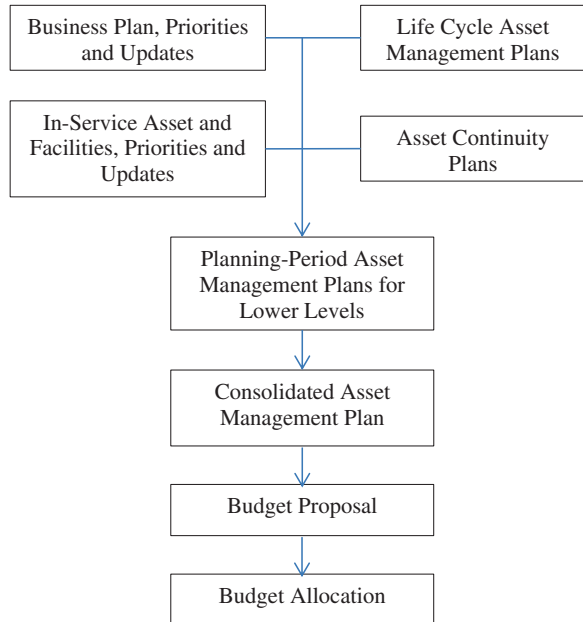 Business Plan, Priorities
and Updates
Life Cycle Asset
Management Plans
In-Service Asset and
Facilities, Priorities and
Updates
Asset Continuity
Plans
Planning-Period Asset
Management Plans for
Lower Levels
Consolidated Asset
Management Plan
Budget Proposal
Budget Allocation